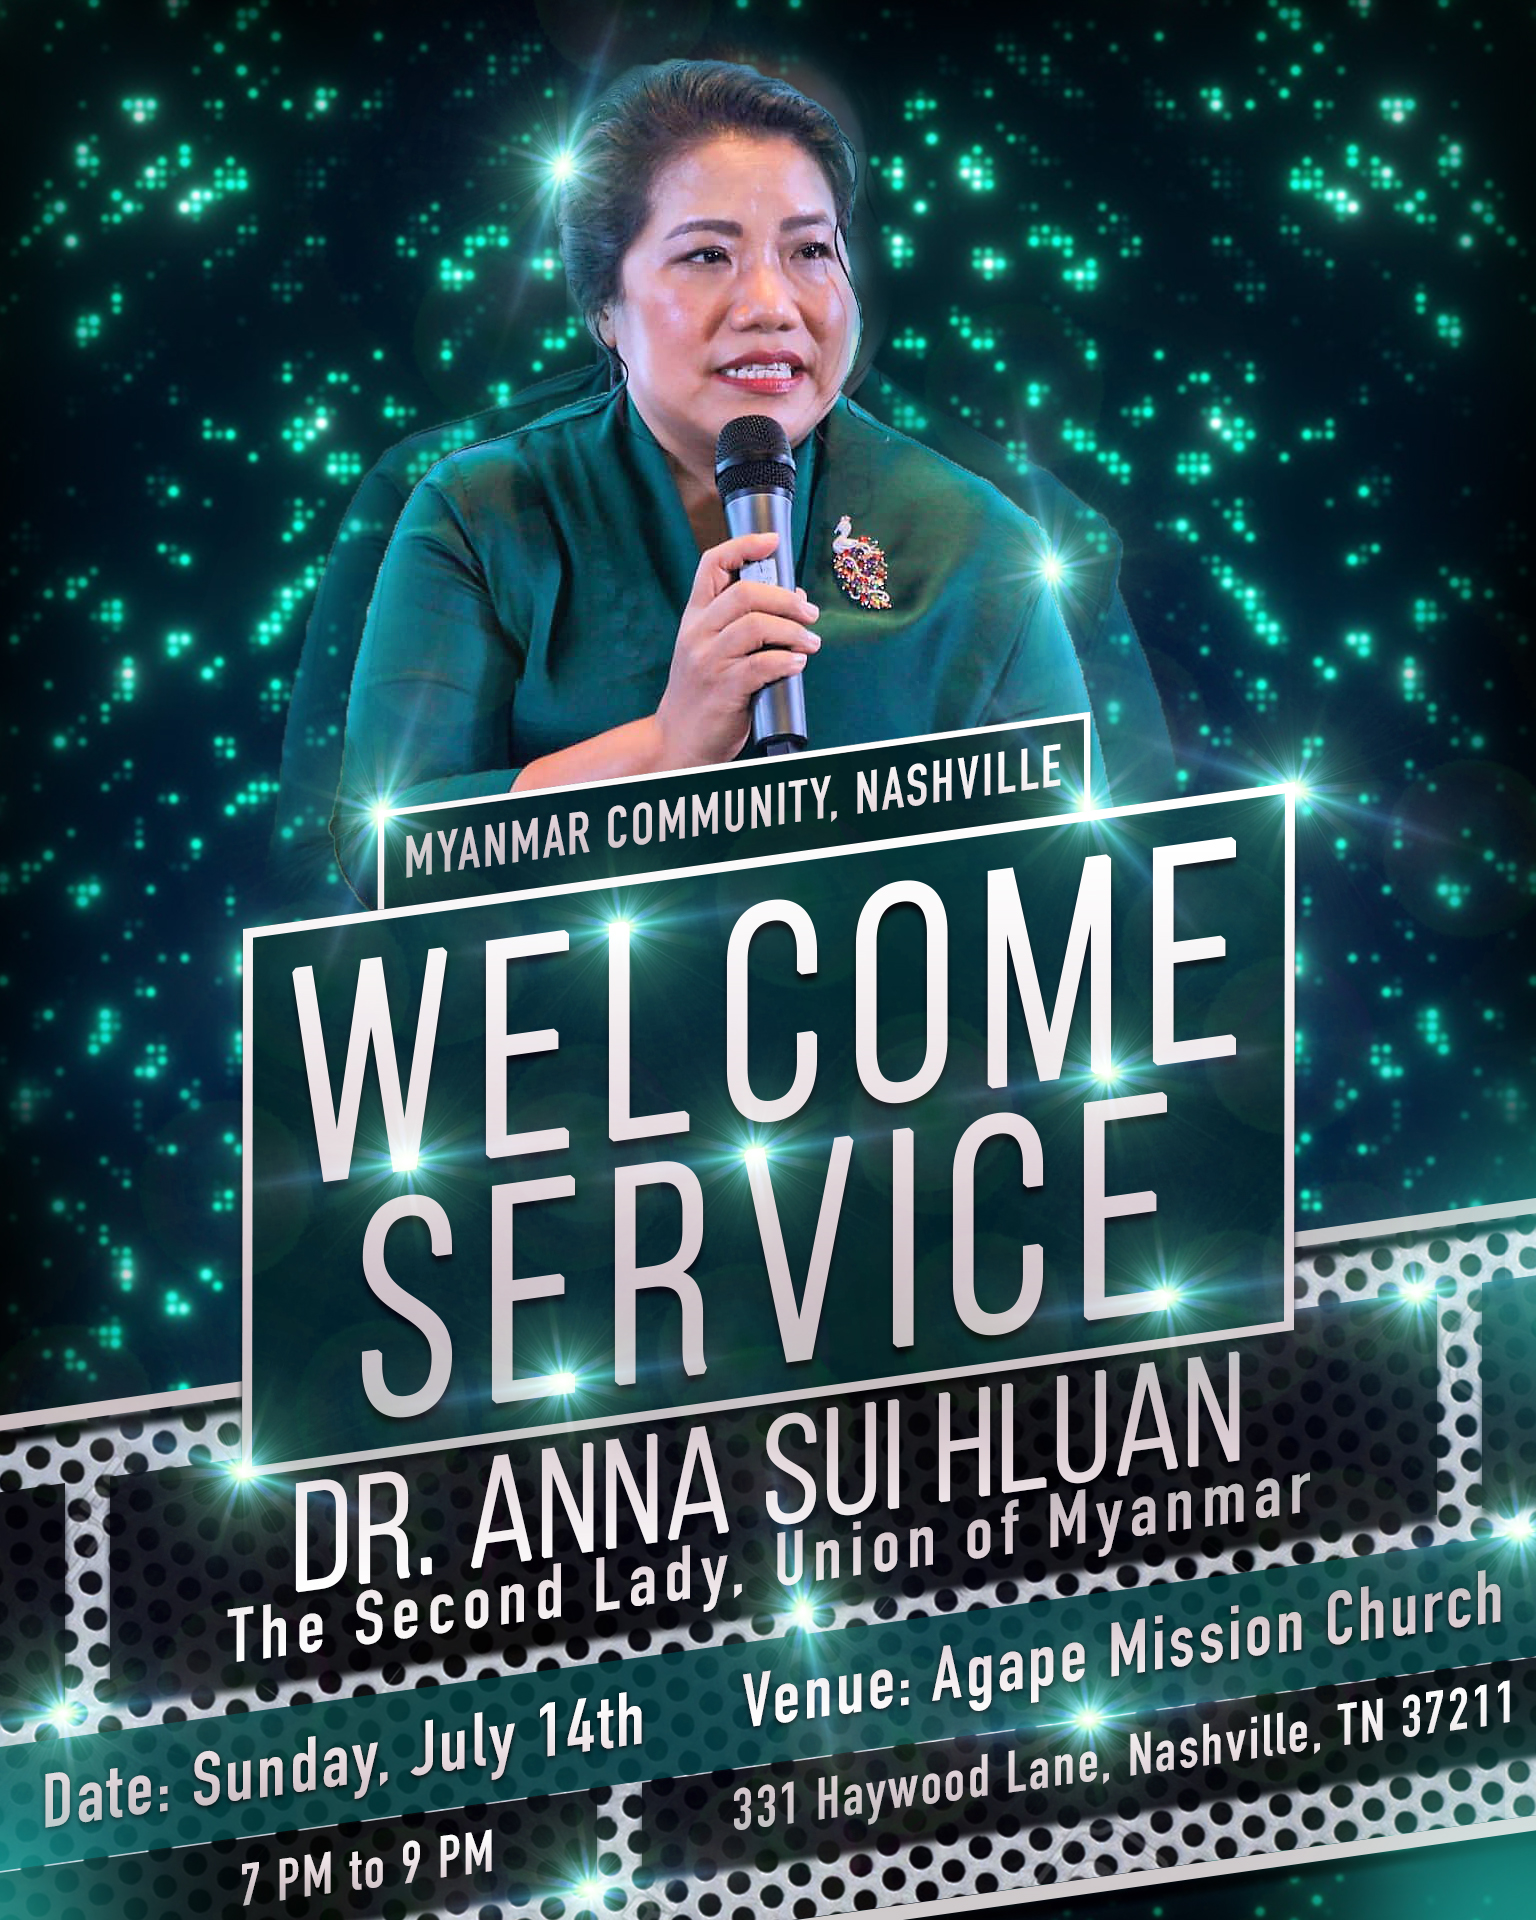 MYANMAR COMMUNITY, NASHVILLE
WELCOME
SERVICE
DR. ANNA SUI HLUAN
The Second Lady, Union of Myanmar
Date: Sunday, July 14th
7 PM to 9 PM
Venue: Agape Mission Church
331 Haywood Lane, Nashville, TN 37211